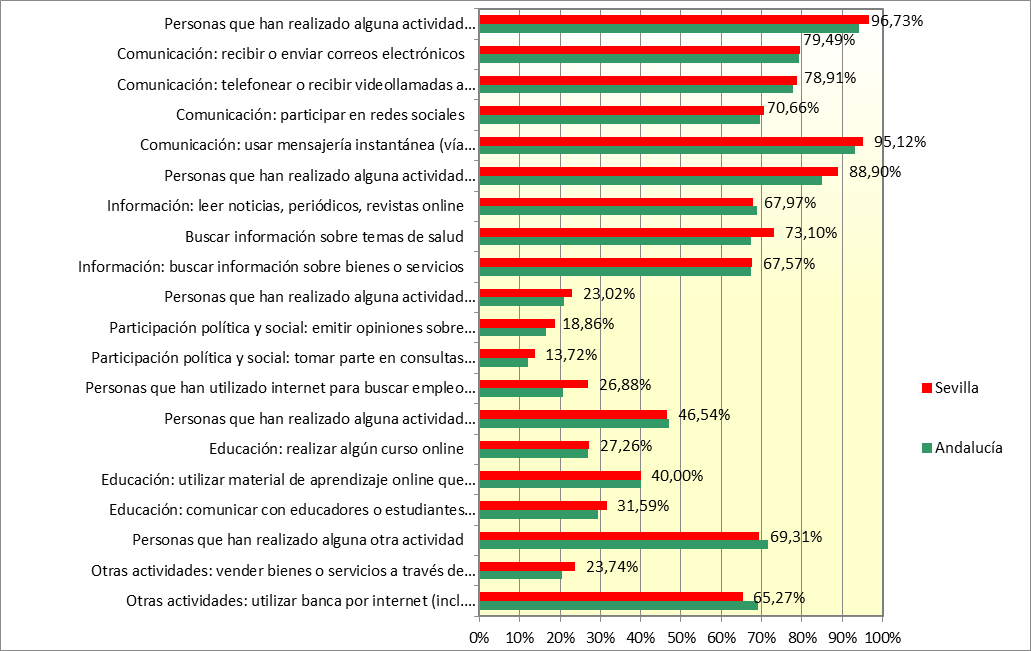 Personas que han realizado alguna actividad... 96,73%
Comunicación: recibir o enviar correos electrónicos 79,49%
Comunicación: telefonear o recibir videollamadas a... 78,91%
Comunicación: participar en redes sociales 70,66%
Comunicación: usar mensajería instantánea (vía... 95,12%
Personas que han realizado alguna actividad... 88,90%
Información: leer noticias, periódicos, revistas online 67,97%
Buscar información sobre temas de salud 73,10%
Información: buscar información sobre bienes o servicios 67,57%
Personas que han realizado alguna actividad... 23,02%
Participación política y social: emitir opiniones sobre... 18,86%
Participación política y social: tomar parte en consultas... 13,72%
Personas que han utilizado internet para buscar empleo... 26,88%
Personas que han realizado alguna actividad... 46,54%
Educación: realizar algún curso online 27,26%
Educación: utilizar material de aprendizaje online que... 40,00%
Educación: comunicar con educadores o estudiantes... 31,59%
Personas que han realizado alguna otra actividad 69,31%
Otras actividades: vender bienes o servicios a través de... 23,74%
Otras actividades: utilizar banca por internet (incl.... 65,27%
0% 10% 20% 30% 40% 50% 60% 70% 80% 90% 100%
Sevilla
Andalucía